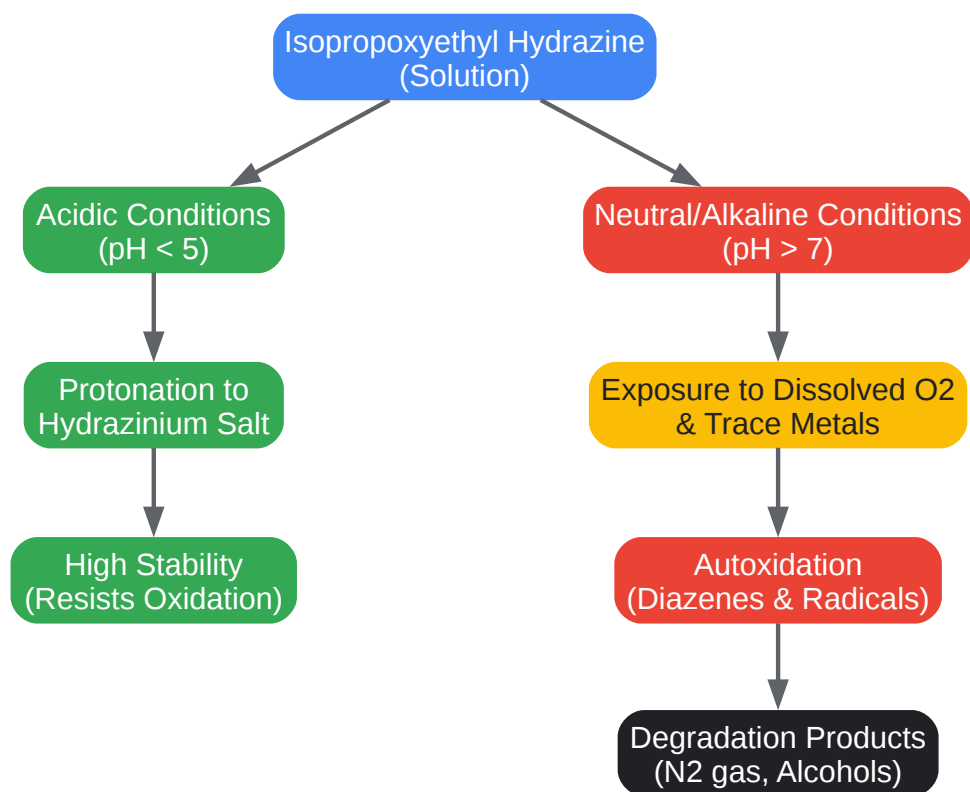 Isopropoxyethyl Hydrazine
(Solution)
Acidic Conditions
(pH < 5)
Neutral/Alkaline Conditions
(pH > 7)
Protonation to
Hydrazinium Salt
Exposure to Dissolved O2
& Trace Metals
High Stability
(Resists Oxidation)
Autoxidation
(Diazenes & Radicals)
Degradation Products
(N2 gas, Alcohols)